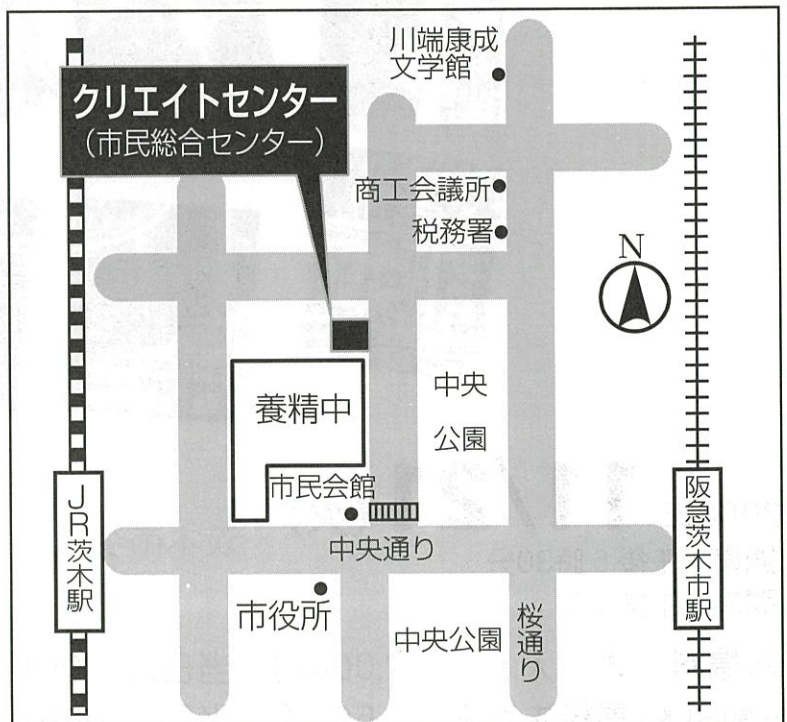 川端康成
文学館
クリエイトセンター
(市民総合センター)
商工会議所
税務署
N
養精中
中央
公園
市民会館
中央通り
JR茨木駅
阪急茨木市駅
市役所
中央公園
桜通り